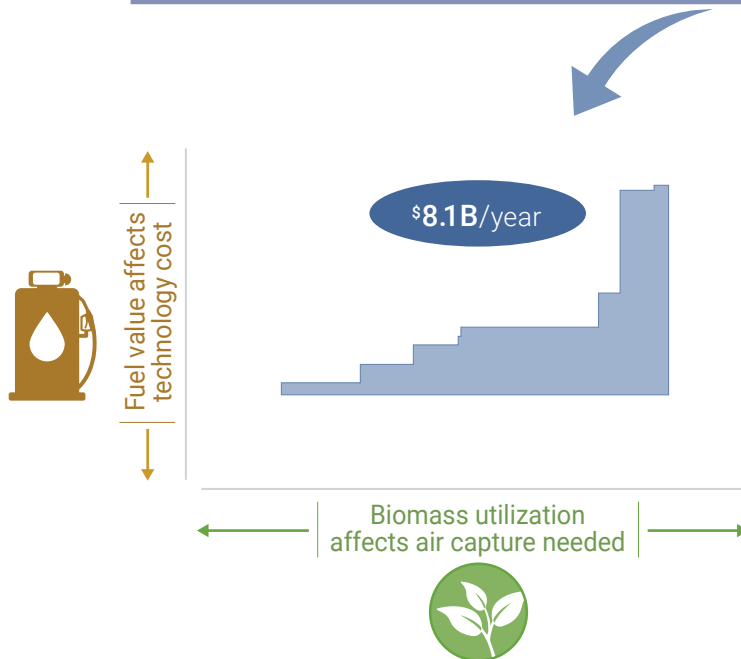 $8.1B/year
Fuel value affects
technology cost
Biomass utilization
affects air capture needed